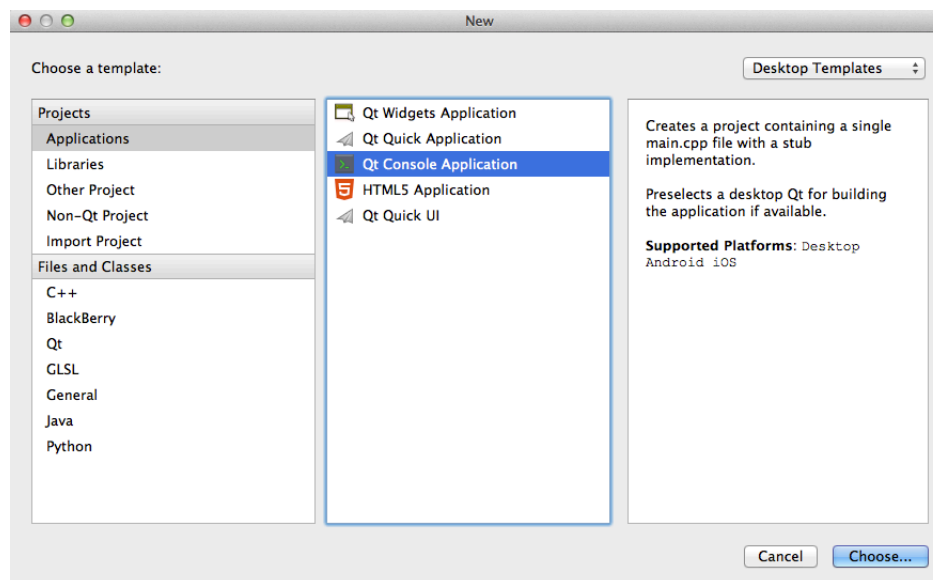 New
Choose a template:
Desktop Templates
Projects
Applications
Libraries
Other Project
Non-Qt Project
Import Project
Files and Classes
C++
BlackBerry
Qt
GLSL
General
Java
Python
Qt Widgets Application
Qt Quick Application
Qt Console Application
HTML5 Application
Qt Quick UI
Creates a project containing a single
main.cpp file with a stub
implementation.
Preselects a desktop Qt for building
the application if available.
Supported Platforms: Desktop
Android iOS
Cancel
Choose...